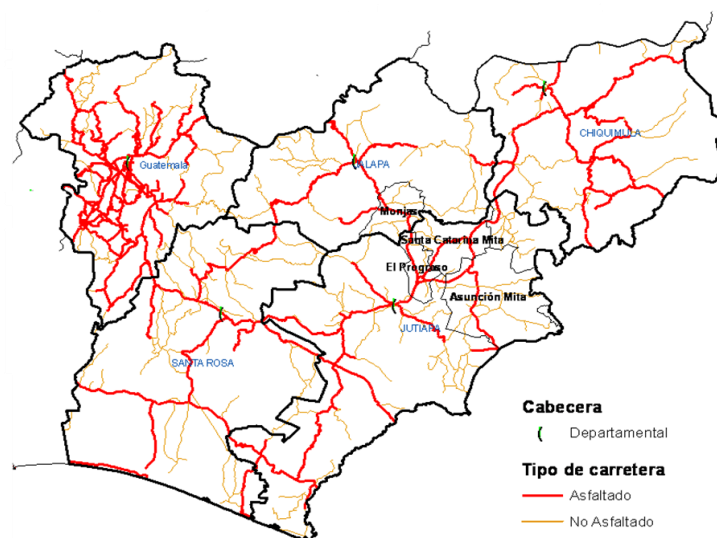 CHIQUIMULA
Guatemala
JALAPA
Monjas
Santa Catarina Mita
El Progreso
Asunción Mita
JUTIAPA
SANTA ROSA
Cabecera
Departamental
Tipo de carretera
Asfaltado
No Asfaltado